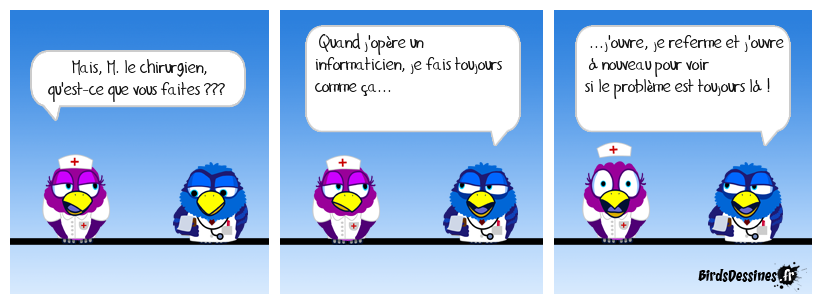 Mais, M. le chirurgien,
qu'est-ce que vous faites ???
Quand j'opère un
informaticien, je fais toujours
comme ça...
...j'ouvre, je referme et j'ouvre
à nouveau pour voir
si le problème est toujours là !
BirdsDessines.fr